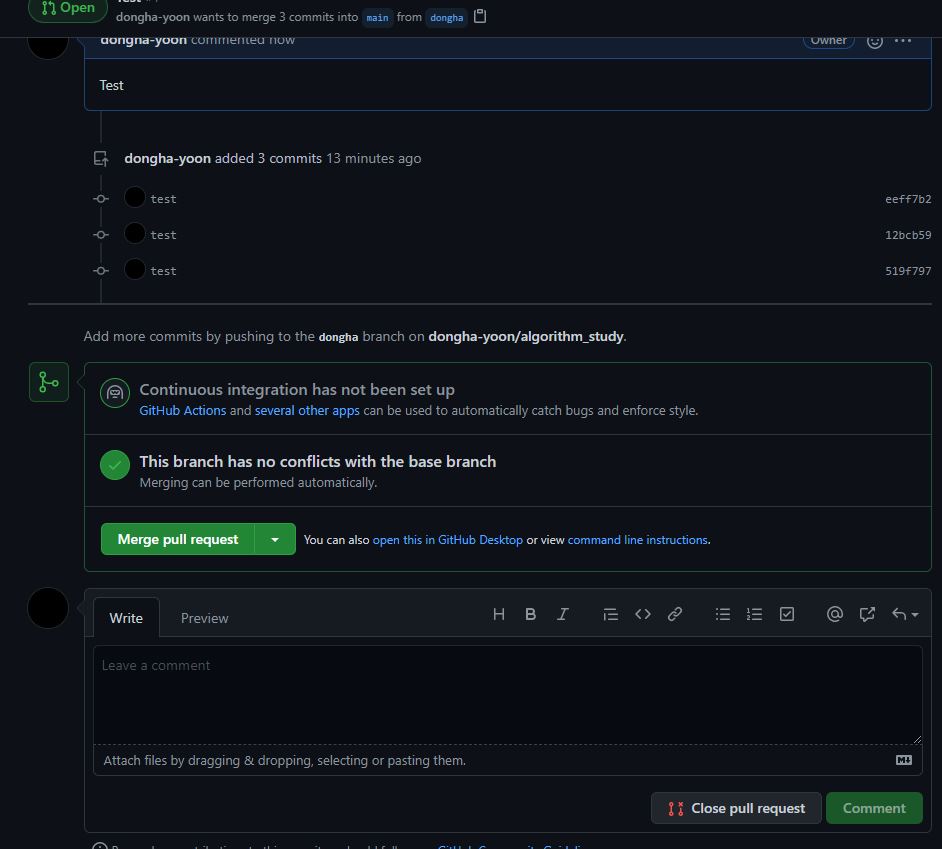 Open
dongha-yoon wants to merge 3 commits into main from dongha
dongha-yoon commented now
Owner
Test
dongha-yoon added 3 commits 13 minutes ago
test eeff7b2
test 12bcb59
test 519f797
Add more commits by pushing to the dongha branch on dongha-yoon/algorithm_study.
Continuous integration has not been set up
GitHub Actions and several other apps can be used to automatically catch bugs and enforce style.
This branch has no conflicts with the base branch
Merging can be performed automatically.
Merge pull request
You can also open this in GitHub Desktop or view command line instructions.
Write Preview
H B I
Leave a comment
Attach files by dragging & dropping, selecting or pasting them.
Close pull request Comment